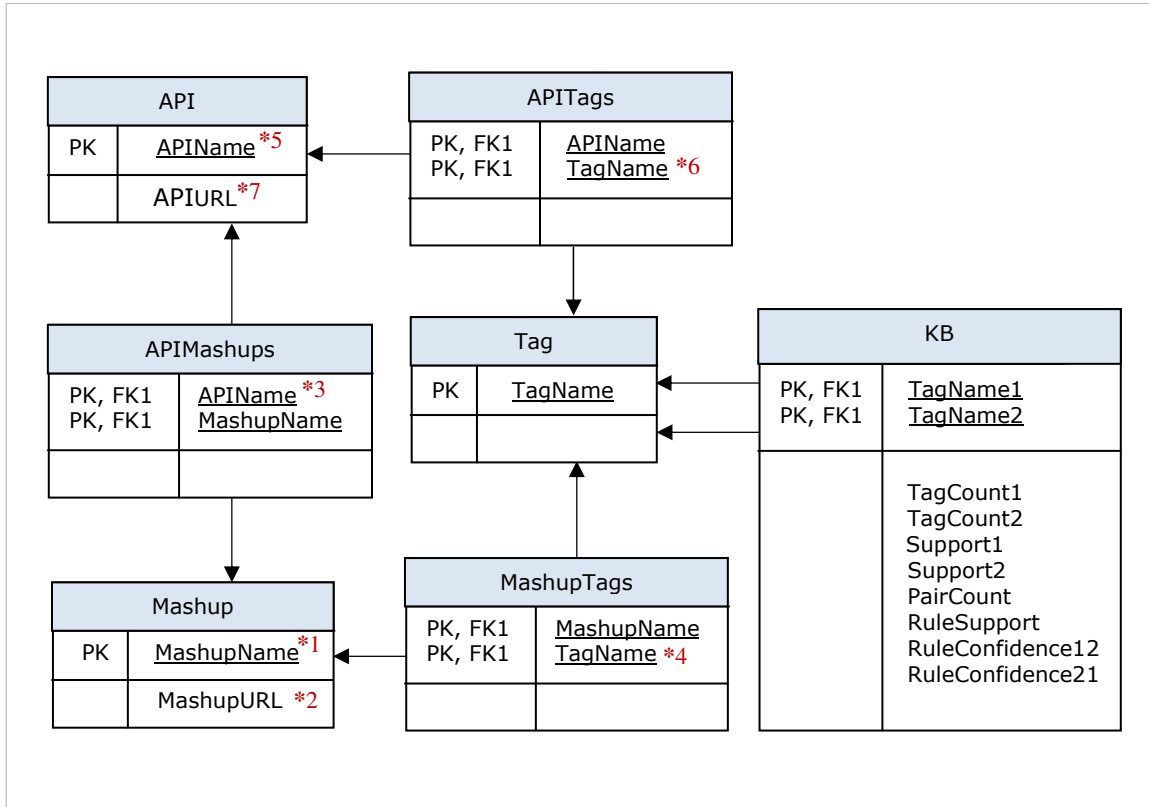 API
PK APIName *5
APIURL *7
APITags
PK, FK1 APIName
PK, FK1 TagName *6
APIMashups
PK, FK1 APIName *3
PK, FK1 MashupName
Tag
PK TagName
KB
PK, FK1 TagName1
PK, FK1 TagName2
TagCount1
TagCount2
Support1
Support2
PairCount
RuleSupport
RuleConfidence12
RuleConfidence21
Mashup
PK MashupName *1
MashupURL *2
MashupTags
PK, FK1 MashupName
PK, FK1 TagName *4